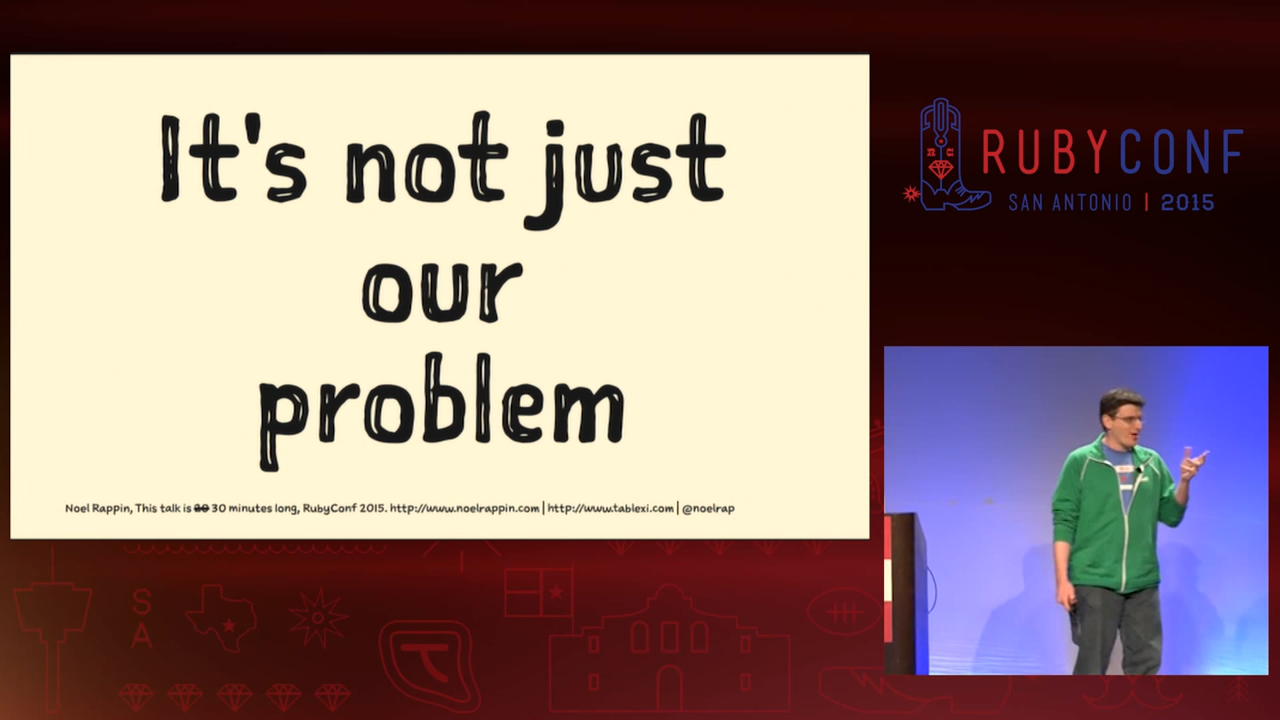 It's not just
our
problem
Noel Rappin, This talk is 20 30 minutes long, RubyConf 2015. http://www.noelrappin.com | http://www.tablexi.com | @noelrap
RUBYCONF
SAN ANTONIO | 2015
S
A